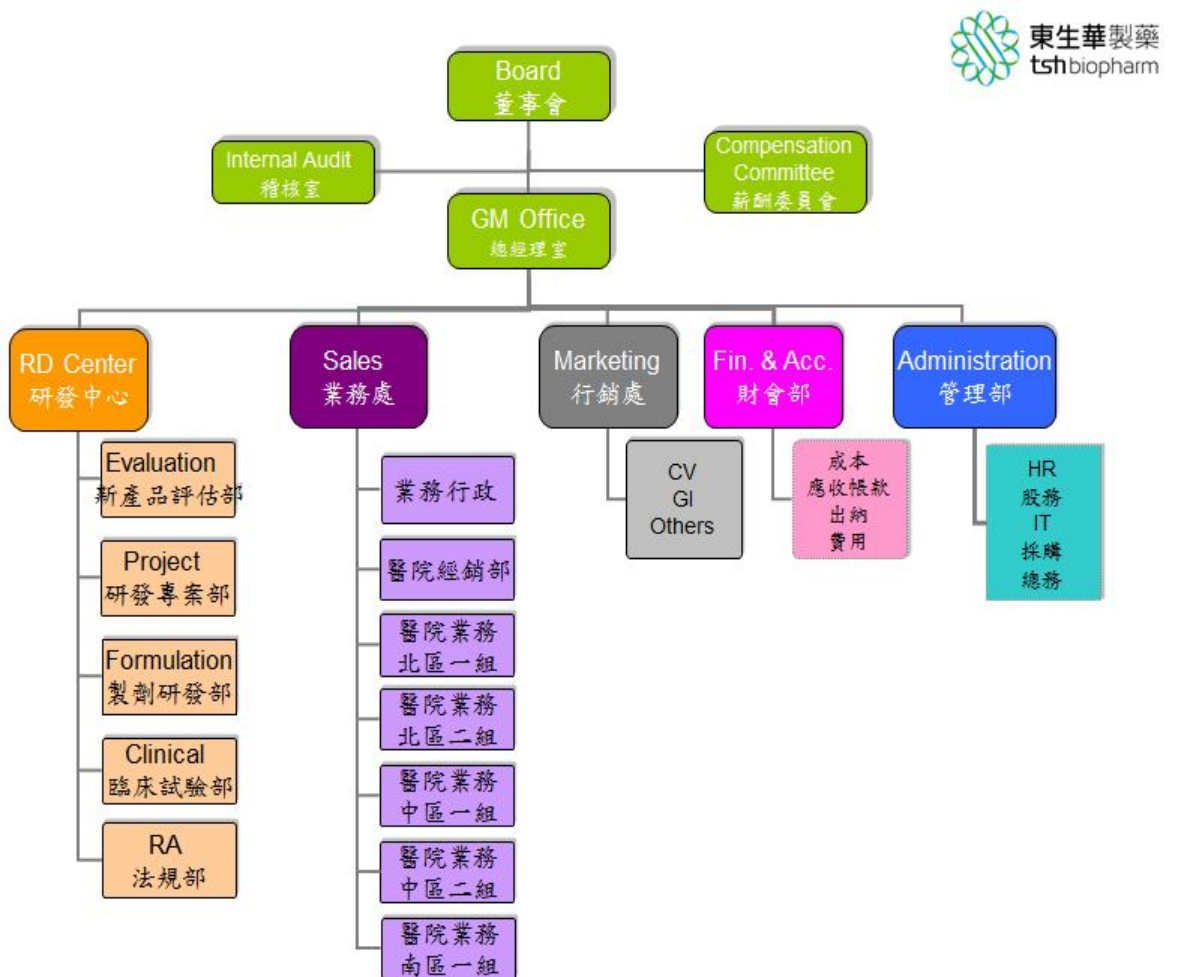 東生華製藥
tshbiopharm
Board
董事會
Internal Audit
稽核室
Compensation
Committee
薪酬委員會
GM Office
總經理室
RD Center
研發中心
Sales
業務處
Marketing
行銷處
Fin. & Acc.
財會部
Administration
管理部
Evaluation
新產品評估部
Project
研發專案部
Formulation
製劑研發部
Clinical
臨床試驗部
RA
法規部
業務行政
醫院經銷部
醫院業務
北區一組
醫院業務
北區二組
醫院業務
中區一組
醫院業務
中區二組
醫院業務
南區一組
CV
GI
Others
成本
應收帳款
出納
費用
HR
股務
IT
採購
總務